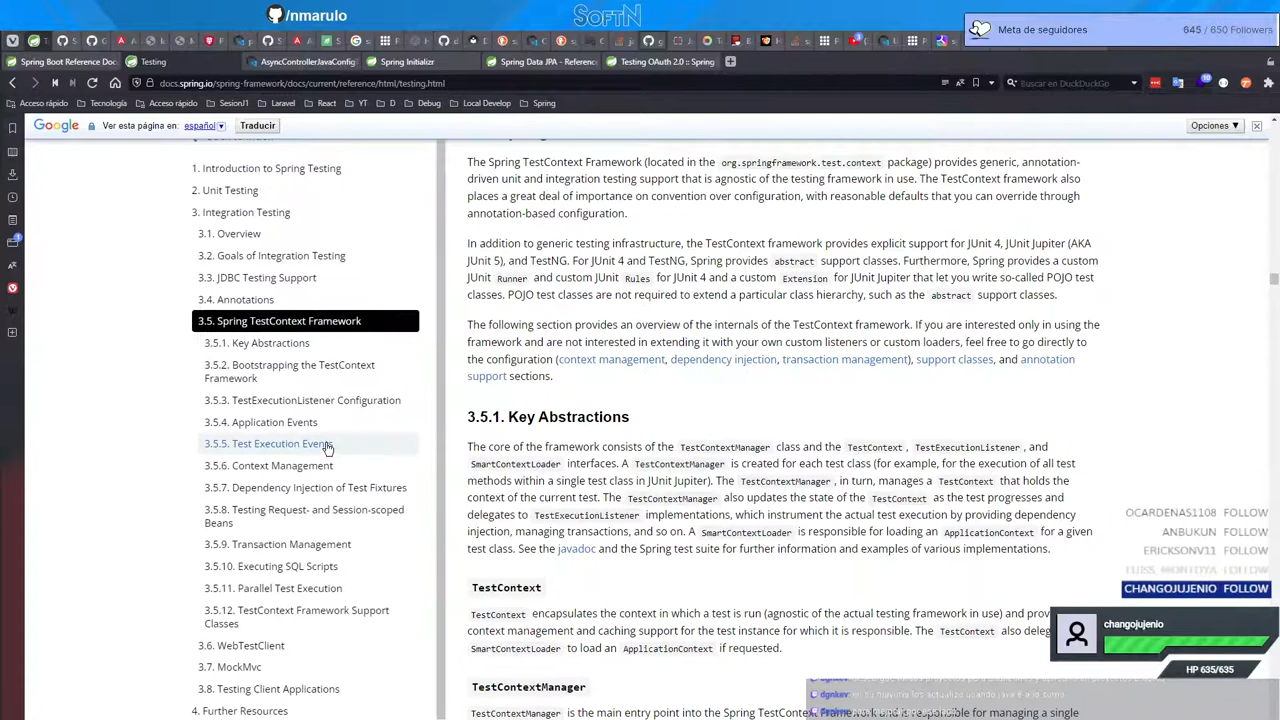 /nmarulo
SOFTN
Meta de seguidores
645 / 650 Followers
Spring Boot Reference Doc
Testing
AsyncControllerJavaConfig
Spring Initializr
Spring Data JPA - Referenc
Testing OAuth 2.0 :: Spring
docs.spring.io/spring-framework/docs/current/reference/html/testing.html
Buscar en DuckDuckGo
Acceso rápido
Tecnología
Acceso rápido
SesionJ1
Laravel
React
YT
D
Debug
Local Develop
Spring
Google
Ver esta página en: español
Traducir
Opciones
1. Introduction to Spring Testing
2. Unit Testing
3. Integration Testing
3.1. Overview
3.2. Goals of Integration Testing
3.3. JDBC Testing Support
3.4. Annotations
3.5. Spring TestContext Framework
3.5.1. Key Abstractions
3.5.2. Bootstrapping the TestContext
Framework
3.5.3. TestExecutionListener Configuration
3.5.4. Application Events
3.5.5. Test Execution Events
3.5.6. Context Management
3.5.7. Dependency Injection of Test Fixtures
3.5.8. Testing Request- and Session-scoped
Beans
3.5.9. Transaction Management
3.5.10. Executing SQL Scripts
3.5.11. Parallel Test Execution
3.5.12. TestContext Framework Support
Classes
3.6. WebTestClient
3.7. MockMvc
3.8. Testing Client Applications
4. Further Resources
The Spring TestContext Framework (located in the org.springframework.test.context package) provides generic, annotation-
driven unit and integration testing support that is agnostic of the testing framework in use. The TestContext framework also
places a great deal of importance on convention over configuration, with reasonable defaults that you can override through
annotation-based configuration.
In addition to generic testing infrastructure, the TestContext framework provides explicit support for JUnit 4, JUnit Jupiter (AKA
JUnit 5), and TestNG. For JUnit 4 and TestNG, Spring provides abstract support classes. Furthermore, Spring provides a custom
JUnit Runner and custom JUnit Rules for JUnit 4 and a custom Extension for JUnit Jupiter that let you write so-called POJO test
classes. POJO test classes are not required to extend a particular class hierarchy, such as the abstract support classes.
The following section provides an overview of the internals of the TestContext framework. If you are interested only in using the
framework and are not interested in extending it with your own custom listeners or custom loaders, feel free to go directly to
the configuration (context management, dependency injection, transaction management), support classes, and annotation
support sections.
3.5.1. Key Abstractions
The core of the framework consists of the TestContextManager class and the TestContext, TestExecutionListener, and
SmartContextLoader interfaces. A TestContextManager is created for each test class (for example, for the execution of all test
methods within a single test class in JUnit Jupiter). The TestContextManager, in turn, manages a TestContext that holds the
context of the current test. The TestContextManager also updates the state of the TestContext as the test progresses and
delegates to TestExecutionListener implementations, which instrument the actual test execution by providing dependency
injection, managing transactions, and so on. A SmartContextLoader is responsible for loading an ApplicationContext for a given
test class. See the javadoc and the Spring test suite for further information and examples of various implementations.
TestContext
TestContext encapsulates the context in which a test is run (agnostic of the actual testing framework in use) and prov
context management and caching support for the test instance for which it is responsible. The TestContext also deleg
SmartContextLoader to load an ApplicationContext if requested.
TestContextManager
TestContextManager is the main entry point into the Spring TestContext Framework and is responsible for managing a single
OCARDENAS1108 FOLLOW
ANBUKUN FOLLOW
ERICKSONV11 FOLLOW
FOLLOW
CHANGOJUJENIO FOLLOW
changojujenio
HP 635/635
dgnkev: